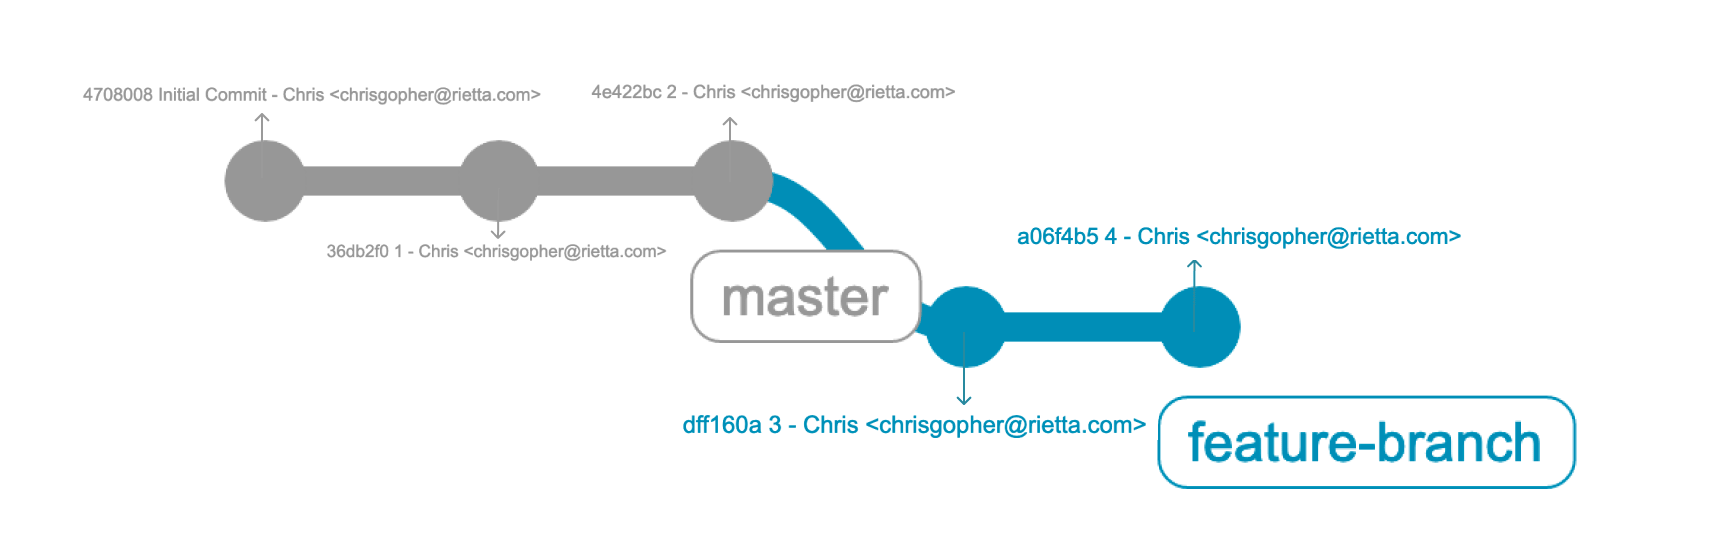 4708008 Initial Commit - Chris <chrisgopher@rietta.com>
4e422bc 2 - Chris <chrisgopher@rietta.com>
36db2f0 1 - Chris <chrisgopher@rietta.com>
master
a06f4b5 4 - Chris <chrisgopher@rietta.com>
dff160a 3 - Chris <chrisgopher@rietta.com>
feature-branch